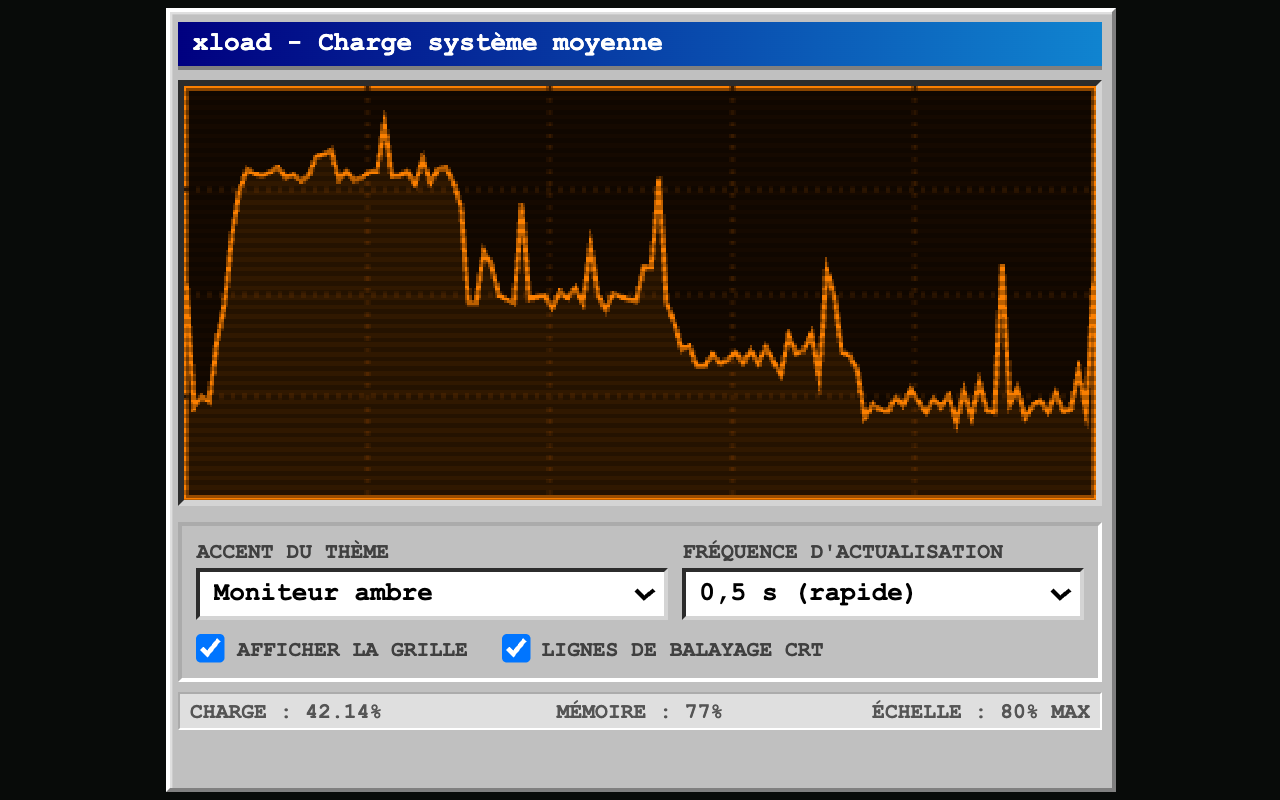 xload - Charge système moyenne
ACCENT DU THÈME
FRÉQUENCE D'ACTUALISATION
Moniteur ambre
0,5 s (rapide)
AFFICHER LA GRILLE
LIGNES DE BALAYAGE CRT
CHARGE : 42.14%
MÉMOIRE : 77%
ÉCHELLE : 80% MAX